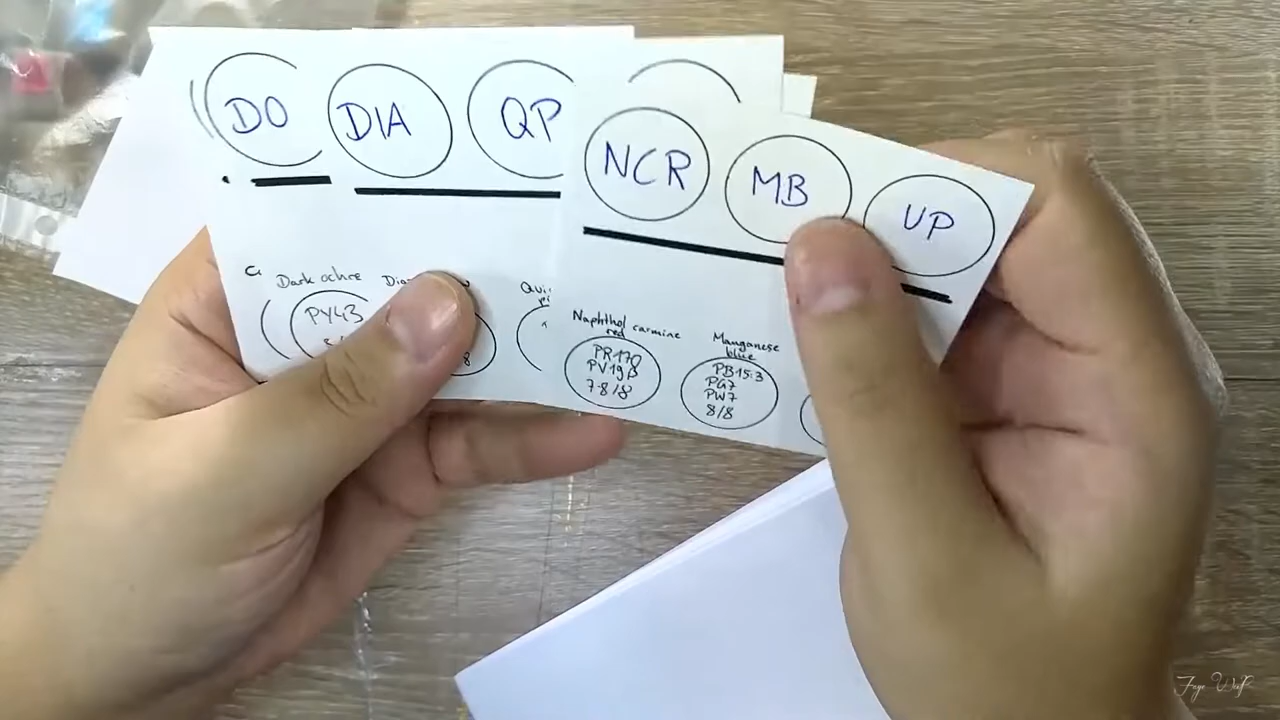 DO DIA QP
Dark ochre
PY43
NCR MB UP
Naphthol carmine
red
PR170
PV19
7-8/8
Manganese
blue
PB15:3
PG7
PW7
8/8